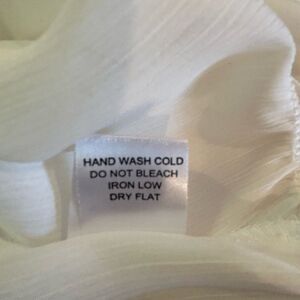 HAND WASH COLD
DO NOT BLEACH
IRON LOW
DRY FLAT